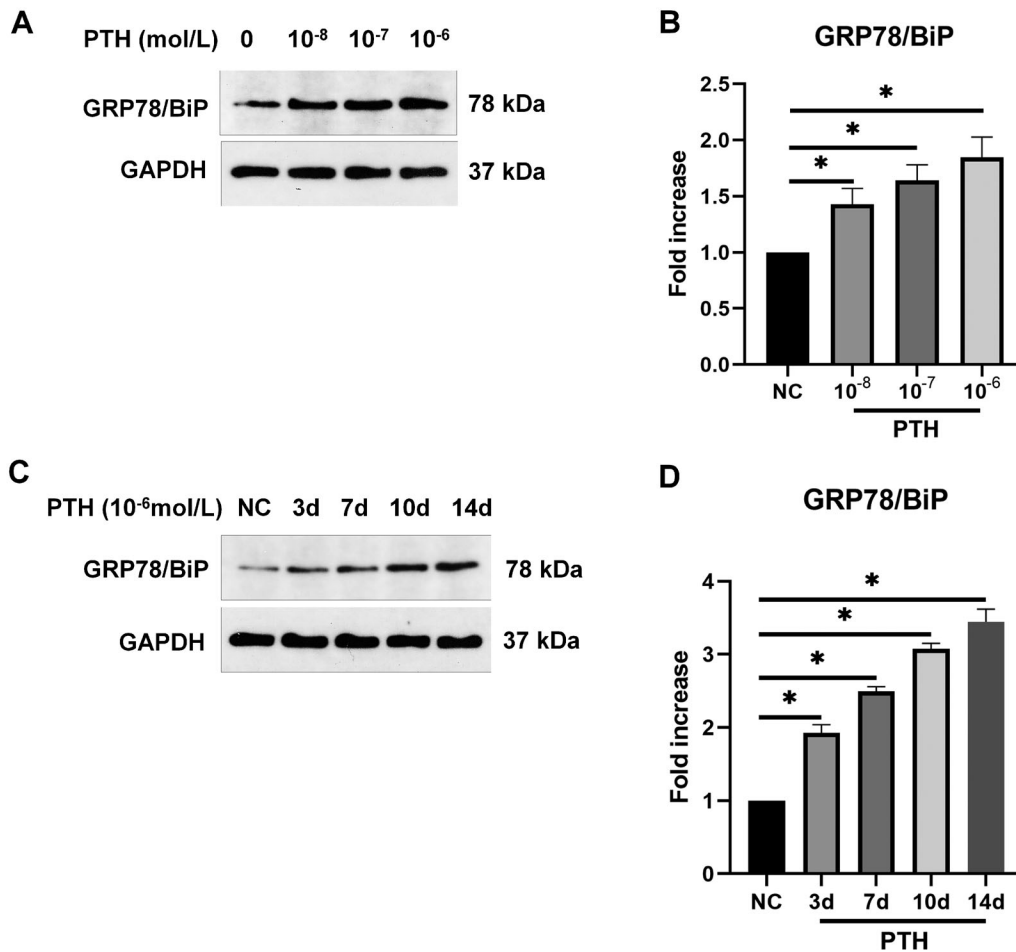 A
PTH (mol/L) 0 10⁻⁸ 10⁻⁷ 10⁻⁶
GRP78/BiP 78 kDa
GAPDH 37 kDa
B
GRP78/BiP
Fold increase
2.5
2.0
1.5
1.0
0.5
0.0
* * *
NC 10⁻⁸ 10⁻⁷ 10⁻⁶
PTH
C
PTH (10⁻⁶mol/L) NC 3d 7d 10d 14d
GRP78/BiP 78 kDa
GAPDH 37 kDa
D
GRP78/BiP
Fold increase
4
3
2
1
0
* * * *
NC 3d 7d 10d 14d
PTH